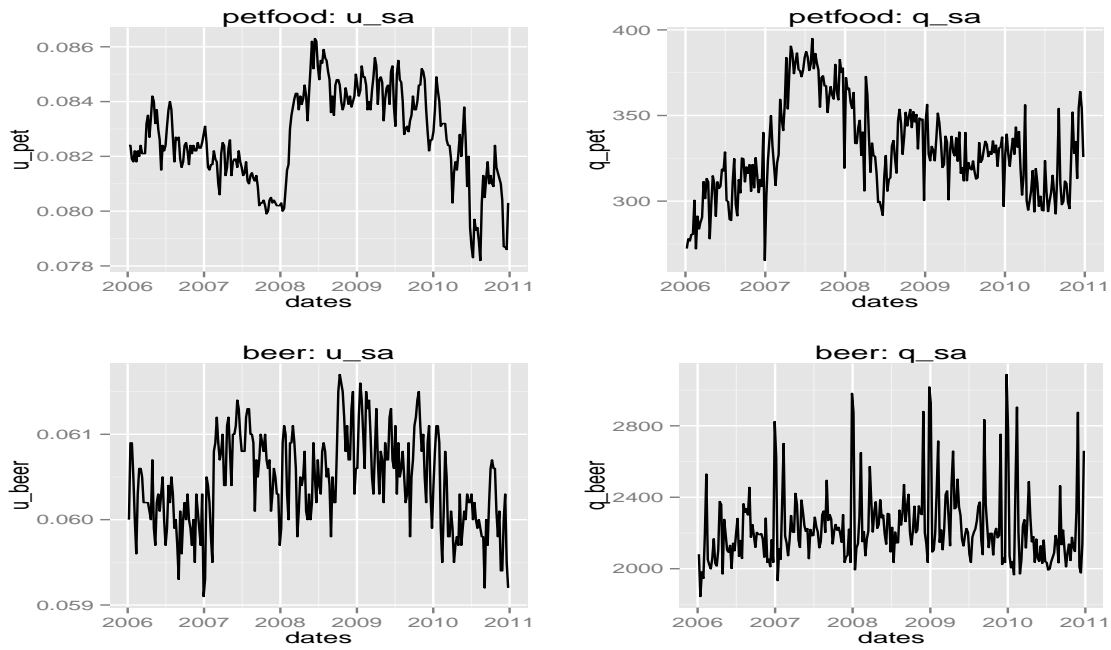 petfood: u_sa
u_pet
0.086
0.084
0.082
0.080
0.078
2006 2007 2008 2009 2010 2011
dates
petfood: q_sa
q_pet
400
350
300
2006 2007 2008 2009 2010 2011
dates
beer: u_sa
u_beer
0.061
0.060
0.059
2006 2007 2008 2009 2010 2011
dates
beer: q_sa
q_beer
2800
2400
2000
2006 2007 2008 2009 2010 2011
dates